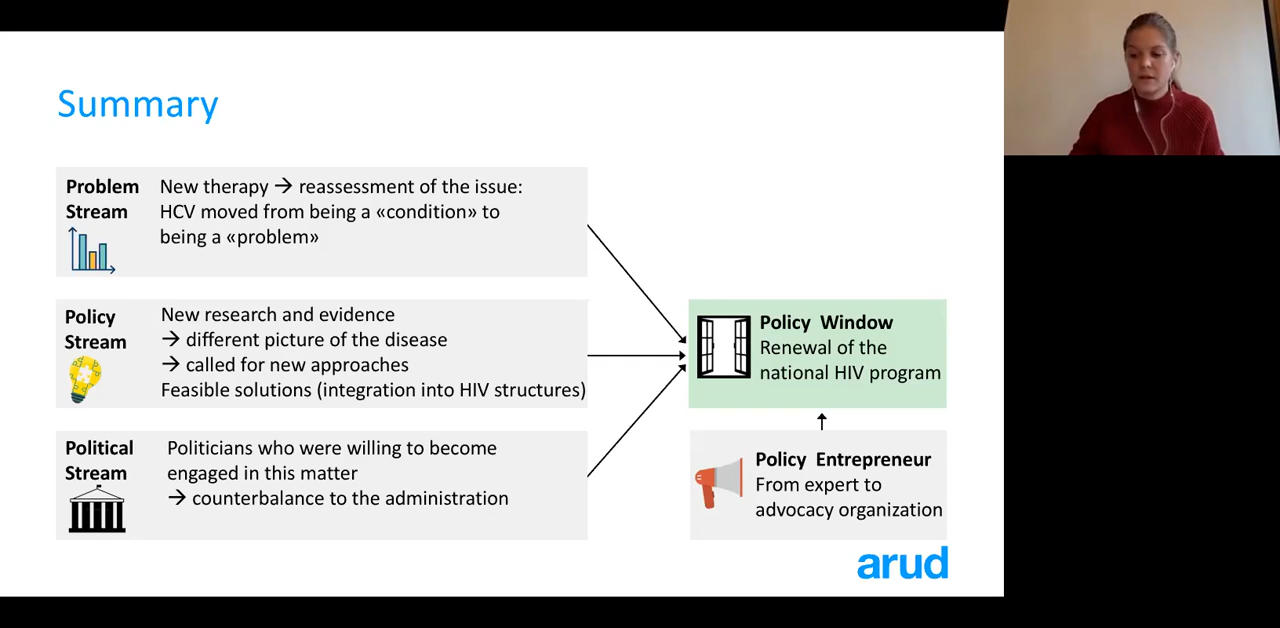 Summary
Problem
Stream
New therapy → reassessment of the issue:
HCV moved from being a «condition» to
being a «problem»
Policy
Stream
New research and evidence
→ different picture of the disease
→ called for new approaches
Feasible solutions (integration into HIV structures)
Political
Stream
Politicians who were willing to become
engaged in this matter
→ counterbalance to the administration
Policy Window
Renewal of the
national HIV program
Policy Entrepreneur
From expert to
advocacy organization
arud